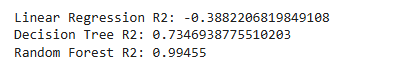 Linear Regression R2: -0.3882206819849108
Decision Tree R2: 0.7346938775510203
Random Forest R2: 0.99455